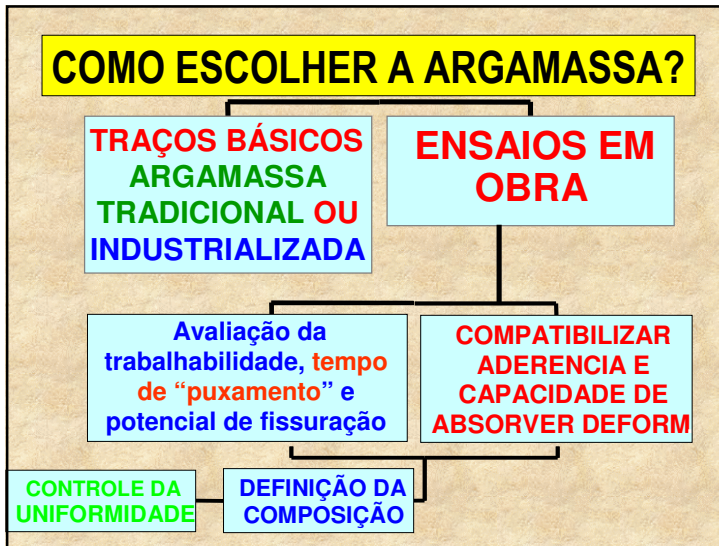 COMO ESCOLHER A ARGAMASSA?
TRAÇOS BÁSICOS
ARGAMASSA
TRADICIONAL OU
INDUSTRIALIZADA
ENSAIOS EM
OBRA
Avaliação da
trabalhabilidade, tempo
de “puxamento” e
potencial de fissuração
COMPATIBILIZAR
ADERENCIA E
CAPACIDADE DE
ABSORVER DEFORM
CONTROLE DA
UNIFORMIDADE
DEFINIÇÃO DA
COMPOSIÇÃO